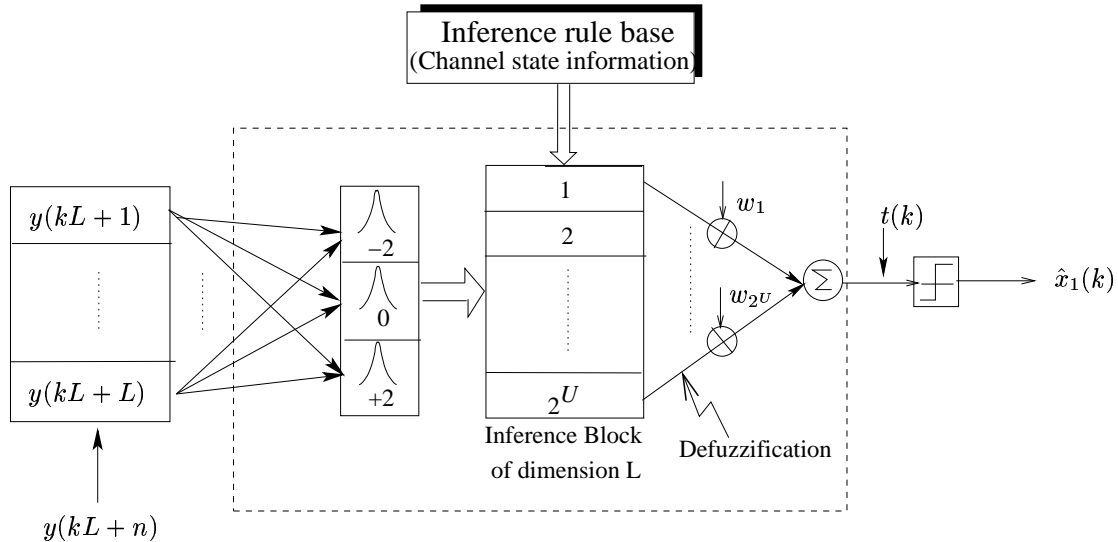 Inference rule base
(Channel state information)
y(kL + 1)
y(kL + L)
y(kL + n)
−2
0
+2
1
2
2^U
Inference Block
of dimension L
w_1
w_{2^U}
Defuzzification
Σ
t(k)
x̂_1(k)